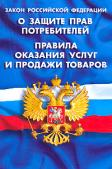 ЗАКОН РОССИЙСКОЙ ФЕДЕРАЦИИ
О ЗАЩИТЕ ПРАВ
ПОТРЕБИТЕЛЕЙ
ПРАВИЛА
ОКАЗАНИЯ УСЛУГ
И ПРОДАЖИ ТОВАРОВ